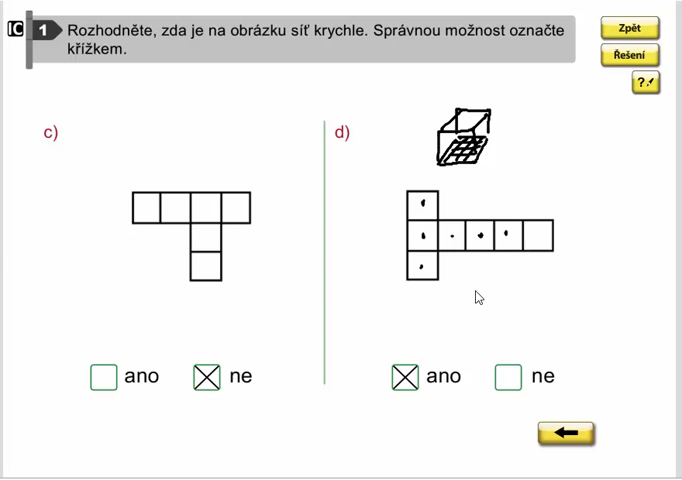 IC 1 Rozhodněte, zda je na obrázku síť krychle. Správnou možnost označte
křížkem.
Zpět
Řešení
?
c)
d)
ano
ne
ano
ne